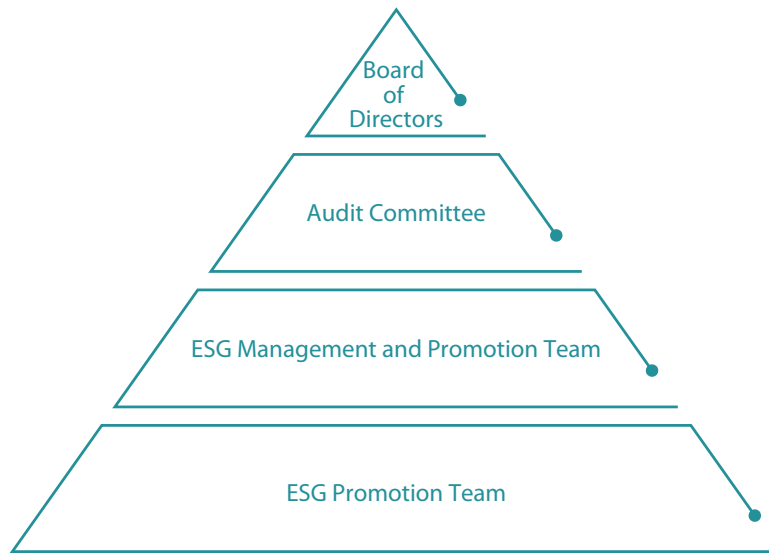 Board
of
Directors
Audit Committee
ESG Management and Promotion Team
ESG Promotion Team